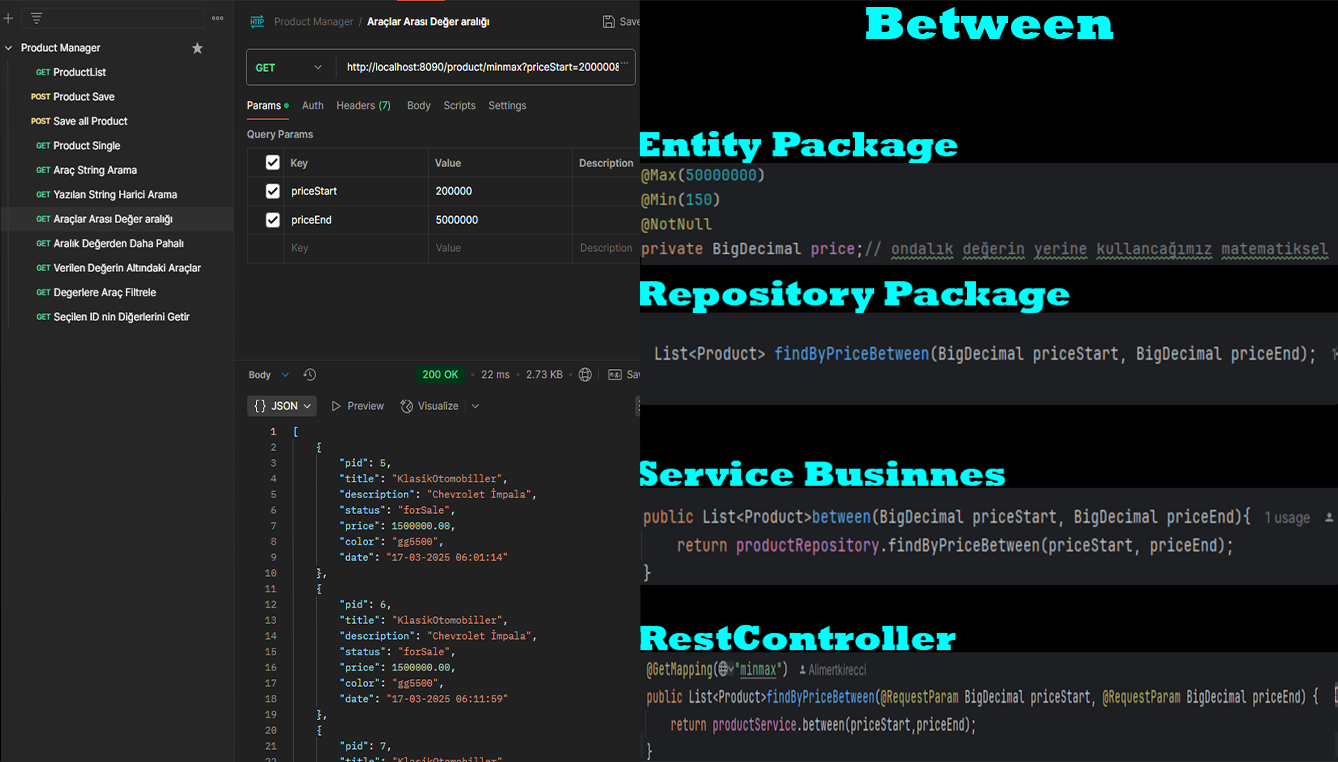 Product Manager
GET ProductList
POST Product Save
POST Save all Product
GET Product Single
GET Araç String Arama
GET Yazılan String Harici Arama
GET Araçlar Arası Değer aralığı
GET Aralık Değerden Daha Pahalı
GET Verilen Değerin Altındaki Araçlar
GET Degerlere Araç Filtrele
GET Seçilen ID nin Diğerlerini Getir
HTTP Product Manager / Araçlar Arası Değer aralığı Save
GET http://localhost:8090/product/minmax?priceStart=200000&
Params Auth Headers (7) Body Scripts Settings
Query Params
Key Value Description
priceStart 200000
priceEnd 5000000
Key Value Description
Body 200 OK • 22 ms • 2.73 KB
{} JSON Preview Visualize
1 [
2 {
3 "pid": 5,
4 "title": "KlasikOtomobiller",
5 "description": "Chevrolet İmpala",
6 "status": "forSale",
7 "price": 1500000.00,
8 "color": "gg5500",
9 "date": "17-03-2025 06:01:14"
10 },
11 {
12 "pid": 6,
13 "title": "KlasikOtomobiller",
14 "description": "Chevrolet İmpala",
15 "status": "forSale",
16 "price": 1500000.00,
17 "color": "gg5500",
18 "date": "17-03-2025 06:11:59"
19 },
20 {
21 "pid": 7,
22 "title": "KlasikOtomobiller",
Between
Entity Package
@Max(50000000)
@Min(150)
@NotNull
private BigDecimal price;// ondalık değerin yerine kullancağımız matematiksel
Repository Package
List<Product> findByPriceBetween(BigDecimal priceStart, BigDecimal priceEnd);
Service Businnes
public List<Product>between(BigDecimal priceStart, BigDecimal priceEnd){ 1 usage
return productRepository.findByPriceBetween(priceStart, priceEnd);
}
RestController
@GetMapping("minmax") Alimertkirecci
public List<Product>findByPriceBetween(@RequestParam BigDecimal priceStart, @RequestParam BigDecimal priceEnd) {
return productService.between(priceStart,priceEnd);
}